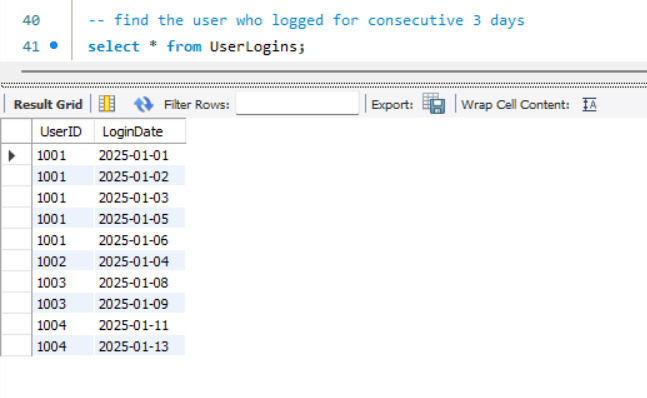 40 -- find the user who logged for consecutive 3 days
41 select * from UserLogins;
Result Grid Filter Rows: Export: Wrap Cell Content: IA
UserID LoginDate
1001 2025-01-01
1001 2025-01-02
1001 2025-01-03
1001 2025-01-05
1001 2025-01-06
1002 2025-01-04
1003 2025-01-08
1003 2025-01-09
1004 2025-01-11
1004 2025-01-13